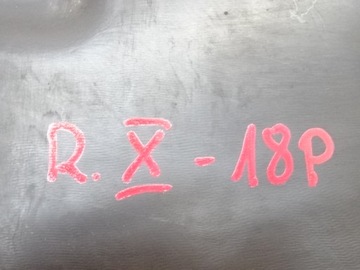 R. X - 18P